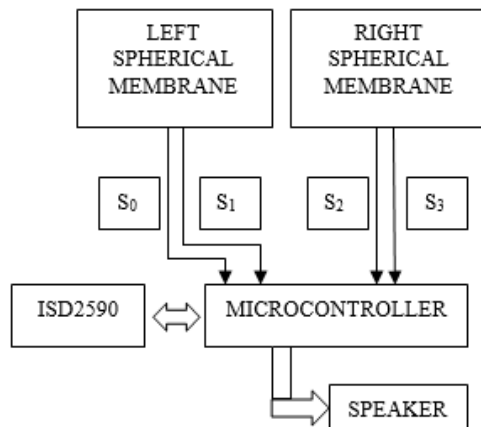 LEFT
SPHERICAL
MEMBRANE
RIGHT
SPHERICAL
MEMBRANE
S₀
S₁
S₂
S₃
ISD2590
MICROCONTROLLER
SPEAKER